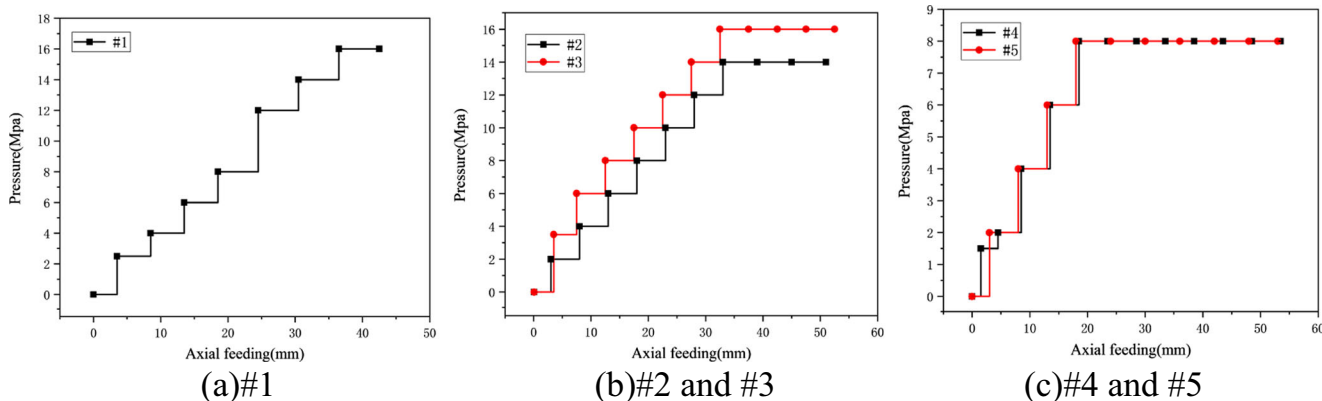 18
16
14
12
10
8
6
4
2
0
Pressure(Mpa)
#1
0 10 20 30 40 50
Axial feeding(mm)
(a)#1
16
14
12
10
8
6
4
2
0
Pressure(Mpa)
#2
#3
0 10 20 30 40 50 60
Axial feeding(mm)
(b)#2 and #3
9
8
7
6
5
4
3
2
1
0
Pressure(Mpa)
#4
#5
0 10 20 30 40 50 60
Axial feeding(mm)
(c)#4 and #5